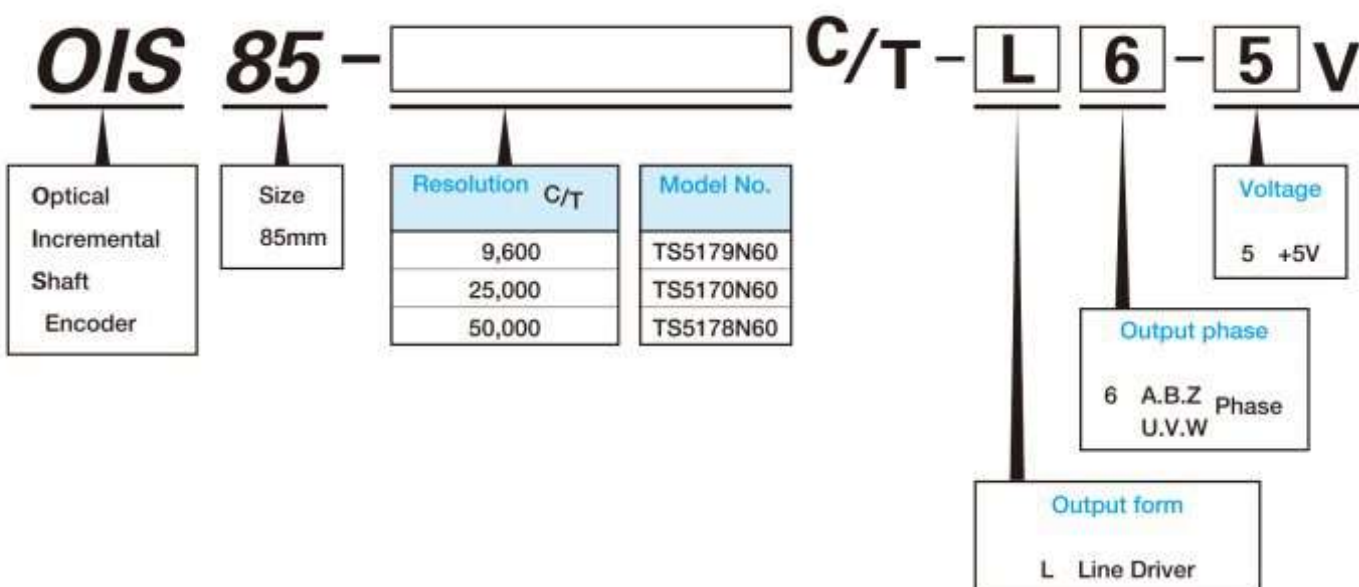 OIS 85 – C/T – L 6 – 5 V
Optical
Incremental
Shaft
Encoder
Size
85mm
Resolution C/T Model No.
9,600 TS5179N60
25,000 TS5170N60
50,000 TS5178N60
Voltage
5 +5V
Output phase
6 A.B.Z Phase
U.V.W
Output form
L Line Driver